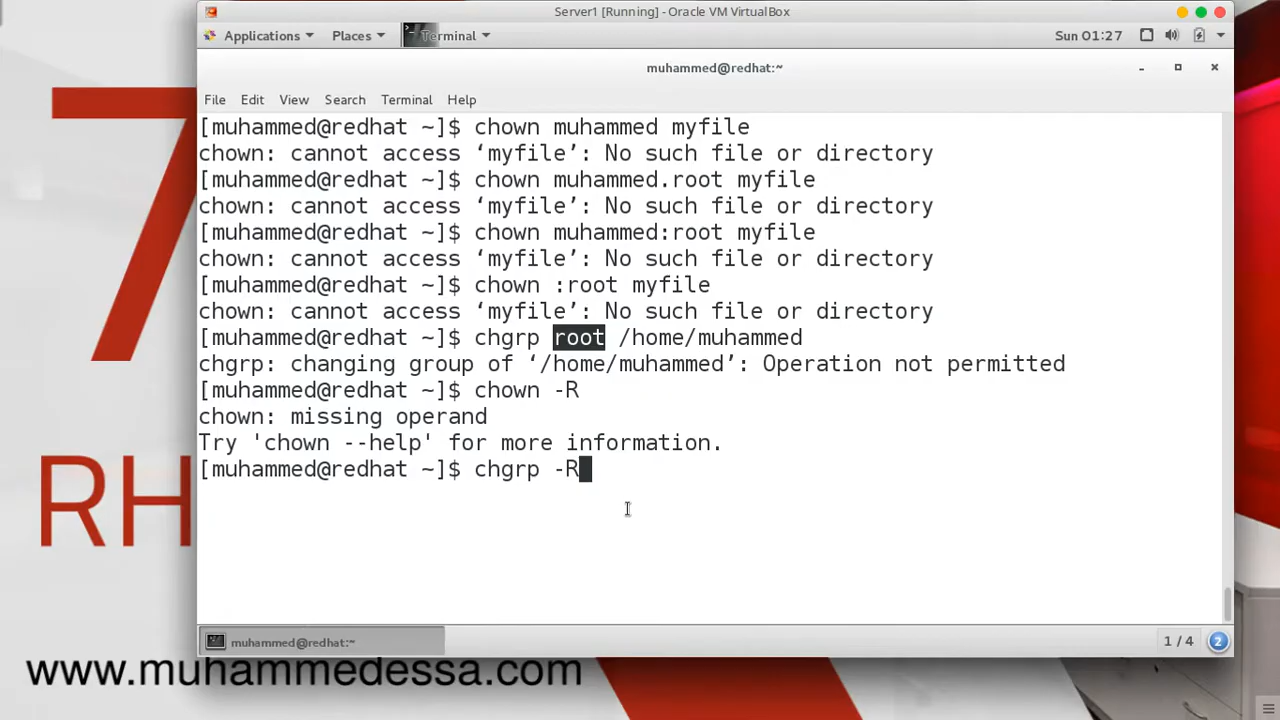 Server1 [Running] - Oracle VM VirtualBox
Applications Places Terminal Sun 01:27
muhammed@redhat:~
File Edit View Search Terminal Help
[muhammed@redhat ~]$ chown muhammed myfile
chown: cannot access ‘myfile’: No such file or directory
[muhammed@redhat ~]$ chown muhammed.root myfile
chown: cannot access ‘myfile’: No such file or directory
[muhammed@redhat ~]$ chown muhammed:root myfile
chown: cannot access ‘myfile’: No such file or directory
[muhammed@redhat ~]$ chown :root myfile
chown: cannot access ‘myfile’: No such file or directory
[muhammed@redhat ~]$ chgrp root /home/muhammed
chgrp: changing group of ‘/home/muhammed’: Operation not permitted
[muhammed@redhat ~]$ chown -R
chown: missing operand
Try 'chown --help' for more information.
[muhammed@redhat ~]$ chgrp -R
muhammed@redhat:~ 1 / 4 2
7
RH
www.muhammedessa.com